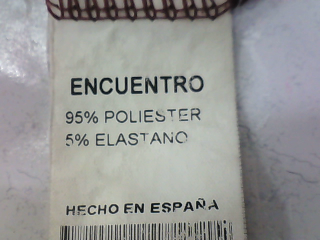 ENCUENTRO
95% POLIESTER
5% ELASTANO
HECHO EN ESPAÑA